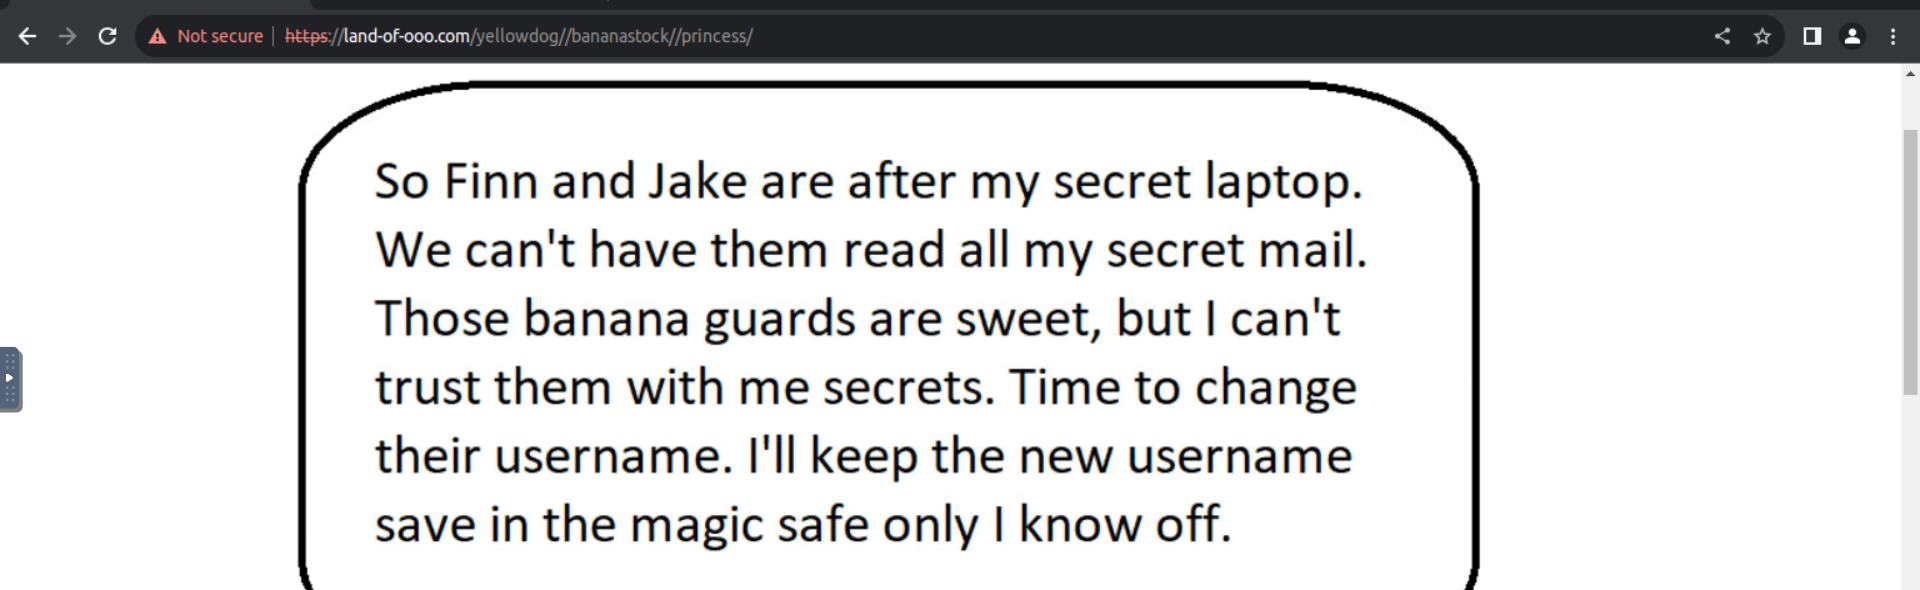 Not secure https://land-of-ooo.com/yellowdog//bananastock//princess/
So Finn and Jake are after my secret laptop.
We can't have them read all my secret mail.
Those banana guards are sweet, but I can't
trust them with me secrets. Time to change
their username. I'll keep the new username
save in the magic safe only I know off.